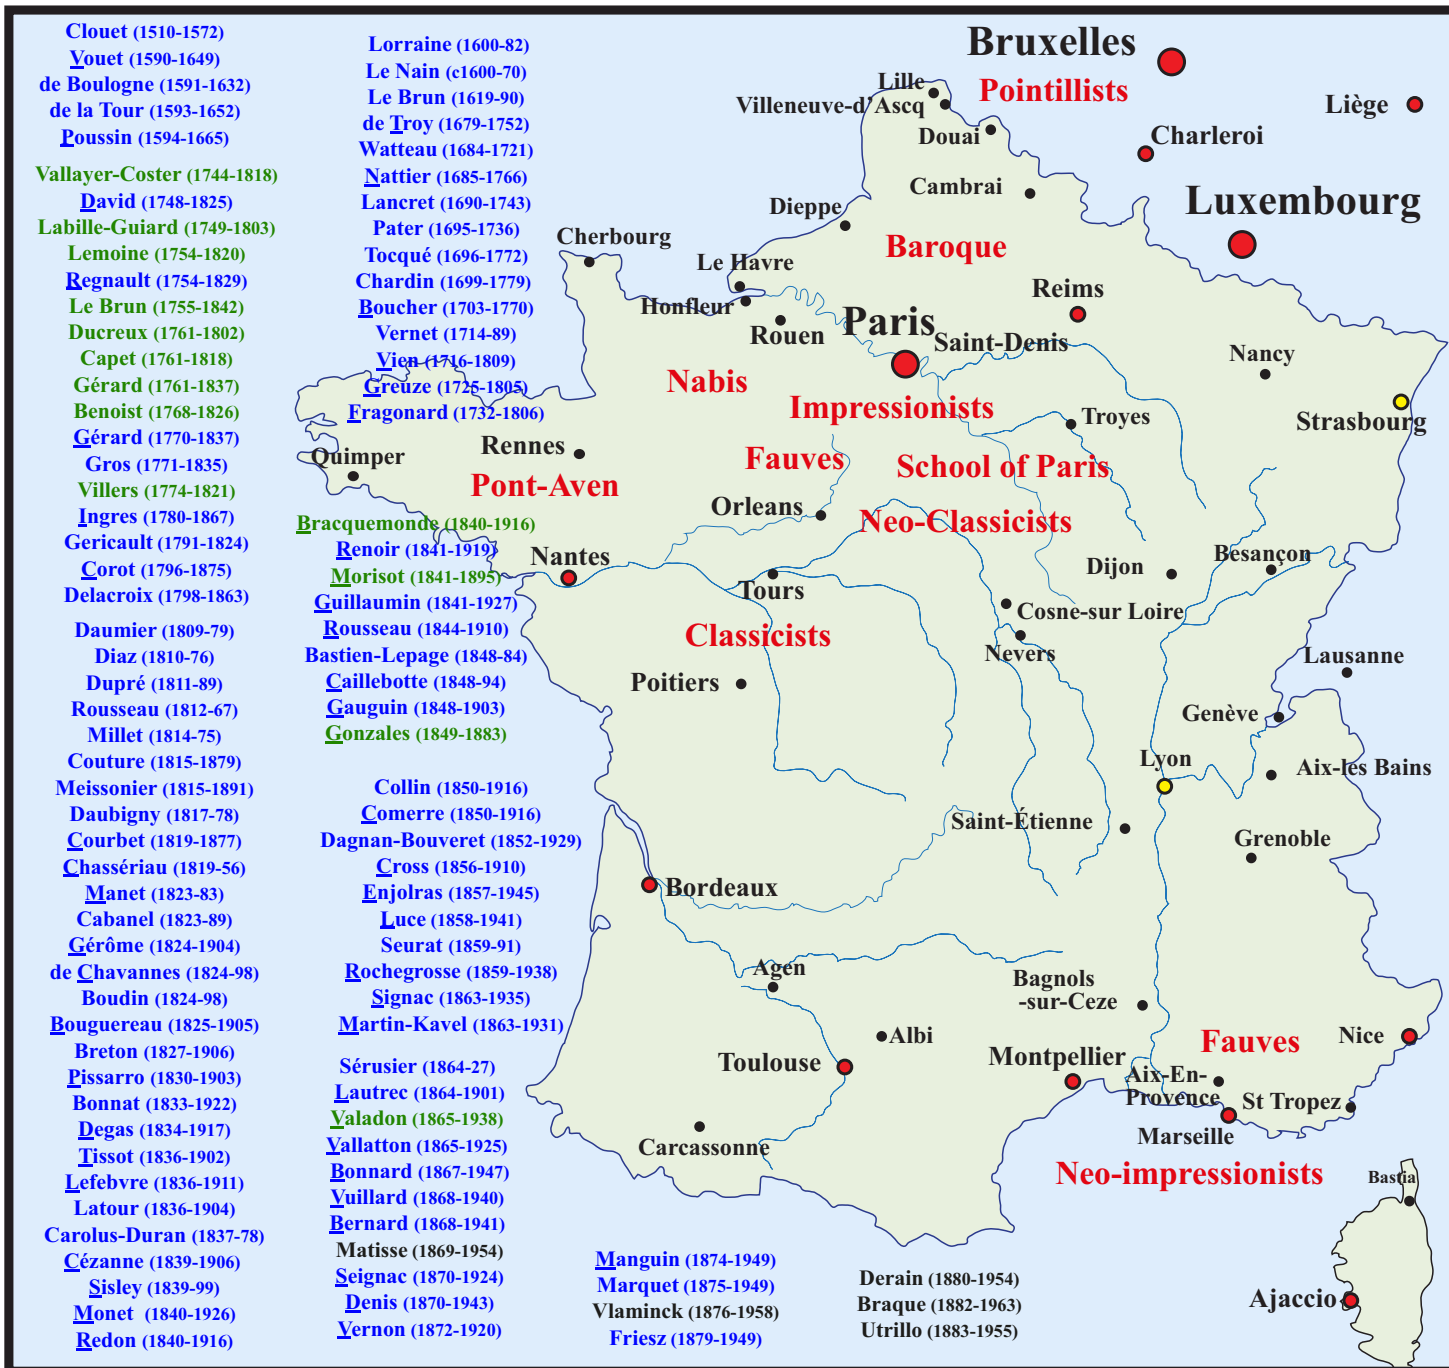 Clouet (1510-1572)
Vouet (1590-1649)
de Boulogne (1591-1632)
de la Tour (1593-1652)
Poussin (1594-1665)
Vallayer-Coster (1744-1818)
David (1748-1825)
Labille-Guiard (1749-1803)
Lemoine (1754-1820)
Regnault (1754-1829)
Le Brun (1755-1842)
Ducreux (1761-1802)
Capet (1761-1818)
Gérard (1761-1837)
Benoist (1768-1826)
Gérard (1770-1837)
Gros (1771-1835)
Villers (1774-1821)
Ingres (1780-1867)
Gericault (1791-1824)
Corot (1796-1875)
Delacroix (1798-1863)
Daumier (1809-79)
Diaz (1810-76)
Dupré (1811-89)
Rousseau (1812-67)
Millet (1814-75)
Couture (1815-1879)
Meissonier (1815-1891)
Daubigny (1817-78)
Courbet (1819-1877)
Chassériau (1819-56)
Manet (1823-83)
Cabanel (1823-89)
Gérôme (1824-1904)
de Chavannes (1824-98)
Boudin (1824-98)
Bouguereau (1825-1905)
Breton (1827-1906)
Pissarro (1830-1903)
Bonnat (1833-1922)
Degas (1834-1917)
Tissot (1836-1902)
Lefebvre (1836-1911)
Latour (1836-1904)
Carolus-Duran (1837-78)
Cézanne (1839-1906)
Sisley (1839-99)
Monet (1840-1926)
Redon (1840-1916)
Lorraine (1600-82)
Le Nain (c1600-70)
Le Brun (1619-90)
de Troy (1679-1752)
Watteau (1684-1721)
Nattier (1685-1766)
Lancret (1690-1743)
Pater (1695-1736)
Tocqué (1696-1772)
Chardin (1699-1779)
Boucher (1703-1770)
Vernet (1714-89)
Vien (1716-1809)
Greuze (1725-1805)
Fragonard (1732-1806)
Bracquemonde (1840-1916)
Renoir (1841-1919)
Morisot (1841-1895)
Guillaumin (1841-1927)
Rousseau (1844-1910)
Bastien-Lepage (1848-84)
Caillebotte (1848-94)
Gauguin (1848-1903)
Gonzales (1849-1883)
Collin (1850-1916)
Comerre (1850-1916)
Dagnan-Bouveret (1852-1929)
Cross (1856-1910)
Enjolras (1857-1945)
Luce (1858-1941)
Seurat (1859-91)
Rochegrosse (1859-1938)
Signac (1863-1935)
Martin-Kavel (1863-1931)
Sérusier (1864-27)
Lautrec (1864-1901)
Valadon (1865-1938)
Vallatton (1865-1925)
Bonnard (1867-1947)
Vuillard (1868-1940)
Bernard (1868-1941)
Matisse (1869-1954)
Seignac (1870-1924)
Denis (1870-1943)
Vernon (1872-1920)
Manguin (1874-1949)
Marquet (1875-1949)
Vlaminck (1876-1958)
Friesz (1879-1949)
Derain (1880-1954)
Braque (1882-1963)
Utrillo (1883-1955)
Bruxelles
Pointillists
Lille
Villeneuve-d'Ascq
Douai
Liège
Charleroi
Cambrai
Luxembourg
Dieppe
Baroque
Cherbourg
Le Havre
Honfleur
Rouen
Reims
Paris
Saint-Denis
Nancy
Nabis
Impressionists
Troyes
Strasbourg
Quimper
Rennes
Fauves
School of Paris
Pont-Aven
Orleans
Neo-Classicists
Nantes
Tours
Dijon
Besançon
Cosne-sur Loire
Classicists
Nevers
Lausanne
Poitiers
Genève
Lyon
Aix-les Bains
Saint-Étienne
Grenoble
Bordeaux
Agen
Bagnols
-sur-Ceze
Albi
Toulouse
Montpellier
Fauves
Nice
Aix-En-
Provence
St Tropez
Marseille
Carcassonne
Neo-impressionists
Bastia
Ajaccio